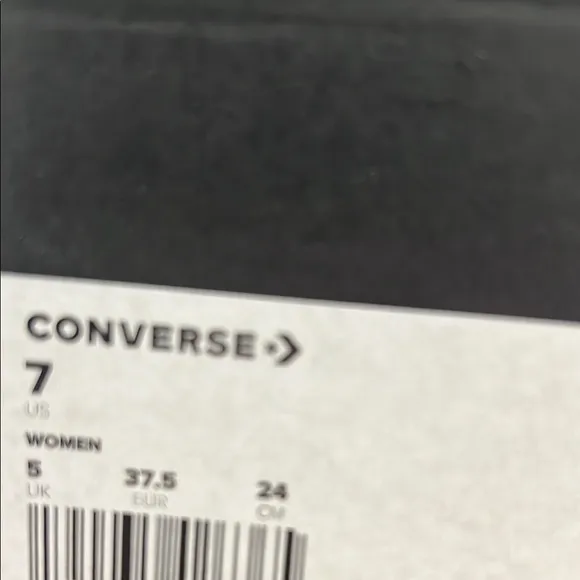 CONVERSE
7
US
WOMEN
5 37.5 24
UK EUR CM